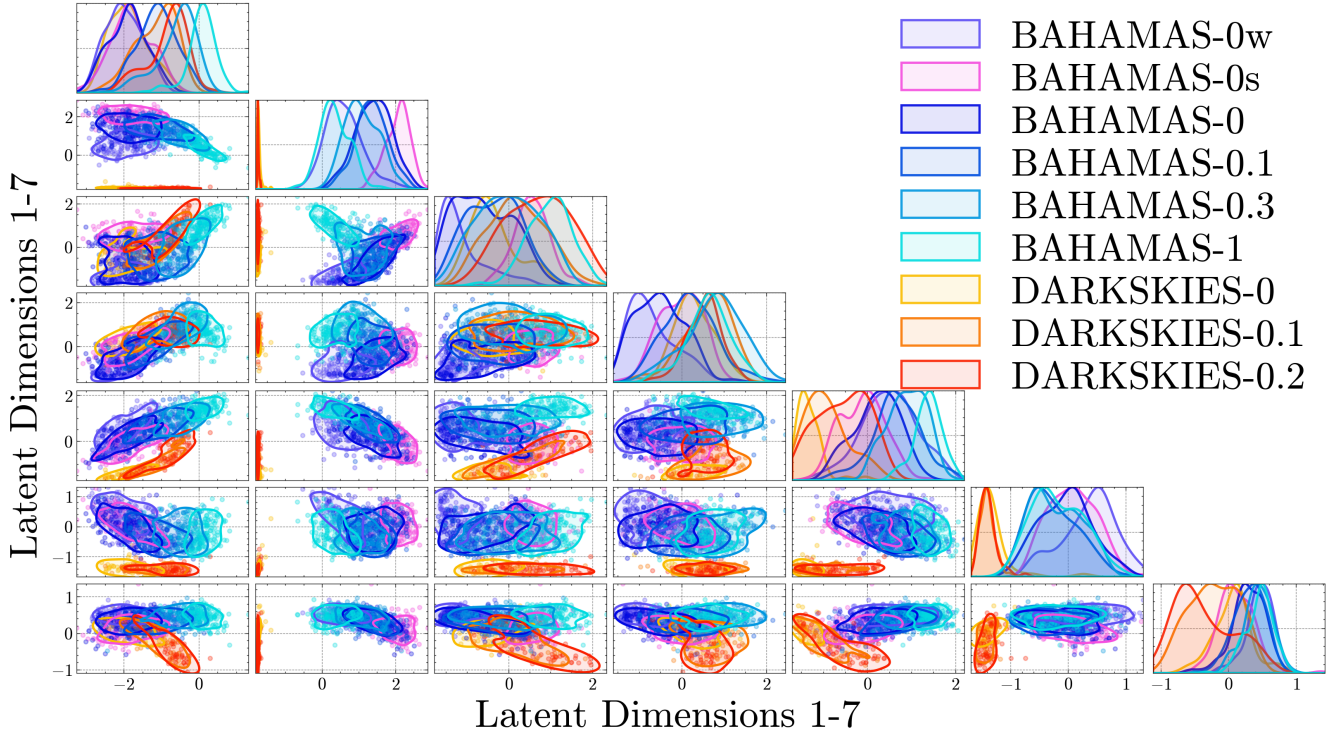 BAHAMAS-0w
BAHAMAS-0s
BAHAMAS-0
BAHAMAS-0.1
BAHAMAS-0.3
BAHAMAS-1
DARKSKIES-0
DARKSKIES-0.1
DARKSKIES-0.2
Latent Dimensions 1-7
2
0
2
0
2
0
2
0
1
0
−1
1
0
−1
−2 0
0 2
0 2
0 2
0 2
−1 0 1
−1 0 1
Latent Dimensions 1-7